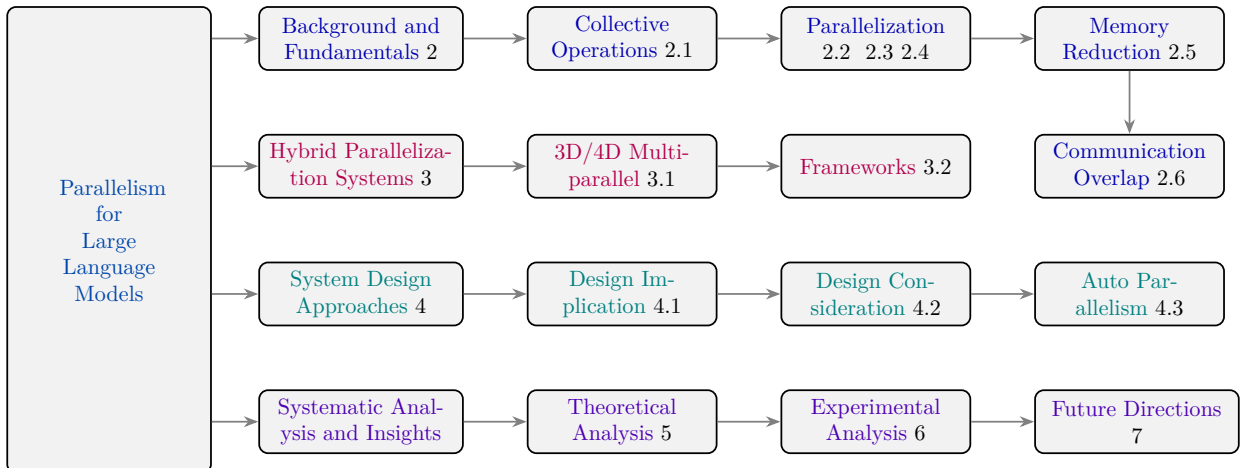 Parallelism
for
Large
Language
Models
Background and
Fundamentals 2
Collective
Operations 2.1
Parallelization
2.2 2.3 2.4
Memory
Reduction 2.5
Hybrid Paralleliza-
tion Systems 3
3D/4D Multi-
parallel 3.1
Frameworks 3.2
Communication
Overlap 2.6
System Design
Approaches 4
Design Im-
plication 4.1
Design Con-
sideration 4.2
Auto Par-
allelism 4.3
Systematic Anal-
ysis and Insights
Theoretical
Analysis 5
Experimental
Analysis 6
Future Directions
7